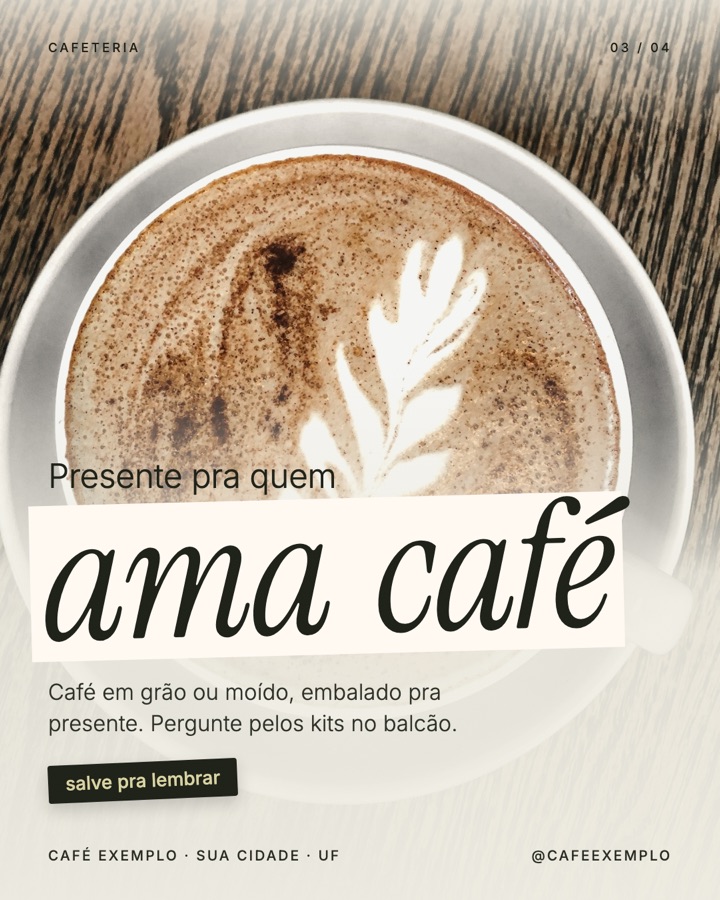 CAFETERIA
03 / 04
Presente pra quem
ama café
Café em grão ou moído, embalado pra
presente. Pergunte pelos kits no balcão.
salve pra lembrar
CAFÉ EXEMPLO · SUA CIDADE · UF
@CAFEEXEMPLO